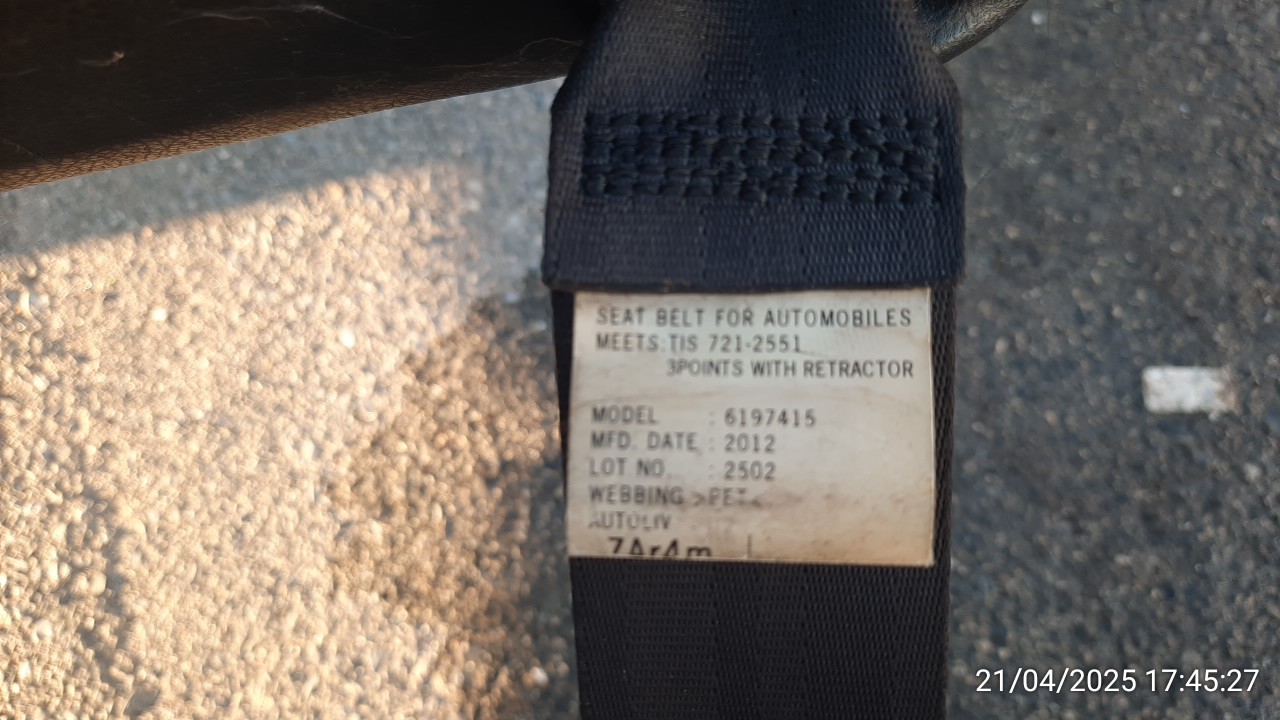 SEAT BELT FOR AUTOMOBILES
MEETS:TIS 721-2551
3POINTS WITH RETRACTOR
MODEL : 6197415
MFD. DATE : 2012
LOT NO. : 2502
WEBBING >PET<
AUTOLIV
7Ar4m
21/04/2025 17:45:27